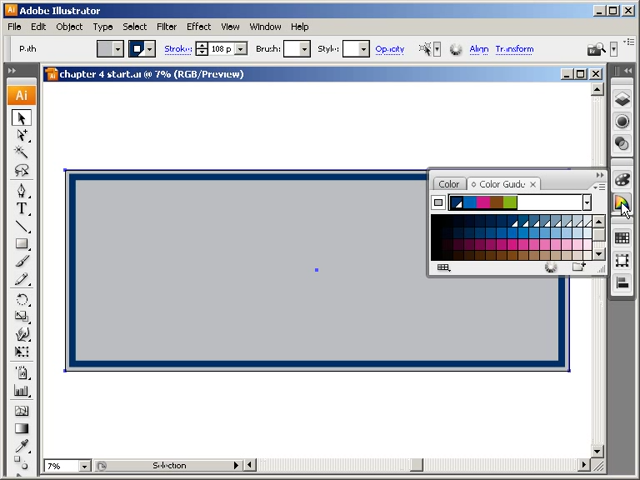 Ai Adobe Illustrator
File Edit Object Type Filter Effect View Window Help
Path Stroke: 108 p Brush: Style: Opacity Align Transform
chapter 4 start.ai @ 7% (RGB/Preview)
Ai
T
Color Color Guide
7% Selection